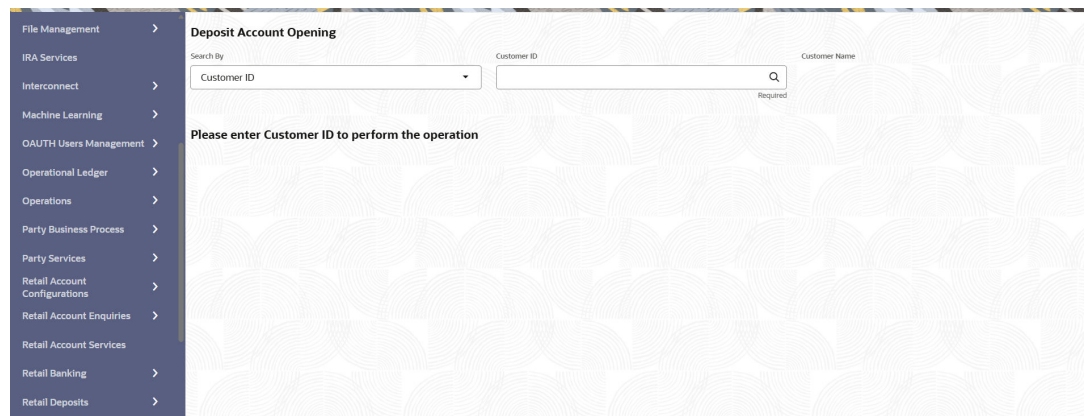 File Management
IRA Services
Interconnect
Machine Learning
OAUTH Users Management
Operational Ledger
Operations
Party Business Process
Party Services
Retail Account
Configurations
Retail Account Enquiries
Retail Account Services
Retail Banking
Retail Deposits
Deposit Account Opening
Search By
Customer ID
Customer Name
Customer ID
Required
Please enter Customer ID to perform the operation